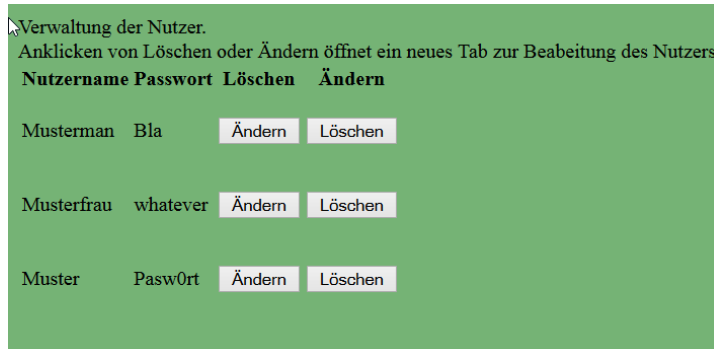 Verwaltung der Nutzer.
Anklicken von Löschen oder Ändern öffnet ein neues Tab zur Beabeitung des Nutzers
Nutzername Passwort Löschen Ändern
Musterman Bla Ändern Löschen
Musterfrau whatever Ändern Löschen
Muster Pasw0rt Ändern Löschen